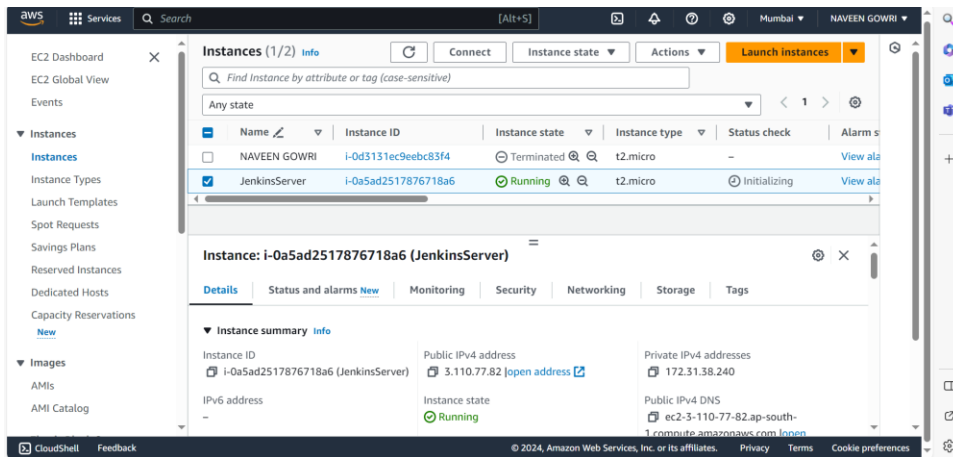 aws Services Search [Alt+S] Mumbai NAVEEN GOWRI
EC2 Dashboard
EC2 Global View
Events
Instances
Instances
Instance Types
Launch Templates
Spot Requests
Savings Plans
Reserved Instances
Dedicated Hosts
Capacity Reservations
New
Images
AMIs
AMI Catalog
Instances (1/2) Info Connect Instance state Actions Launch instances
Find Instance by attribute or tag (case-sensitive)
Any state 1
Name Instance ID Instance state Instance type Status check Alarm s
NAVEEN GOWRI i-0d3131ec9eebc83f4 Terminated t2.micro – View ala
JenkinsServer i-0a5ad2517876718a6 Running t2.micro Initializing View ala
Instance: i-0a5ad2517876718a6 (JenkinsServer)
Details Status and alarms New Monitoring Security Networking Storage Tags
Instance summary Info
Instance ID Public IPv4 address Private IPv4 addresses
i-0a5ad2517876718a6 (JenkinsServer) 3.110.77.82 |open address 172.31.38.240
IPv6 address Instance state Public IPv4 DNS
– Running ec2-3-110-77-82.ap-south-
1.compute.amazonaws.com |open
CloudShell Feedback © 2024, Amazon Web Services, Inc. or its affiliates. Privacy Terms Cookie preferences